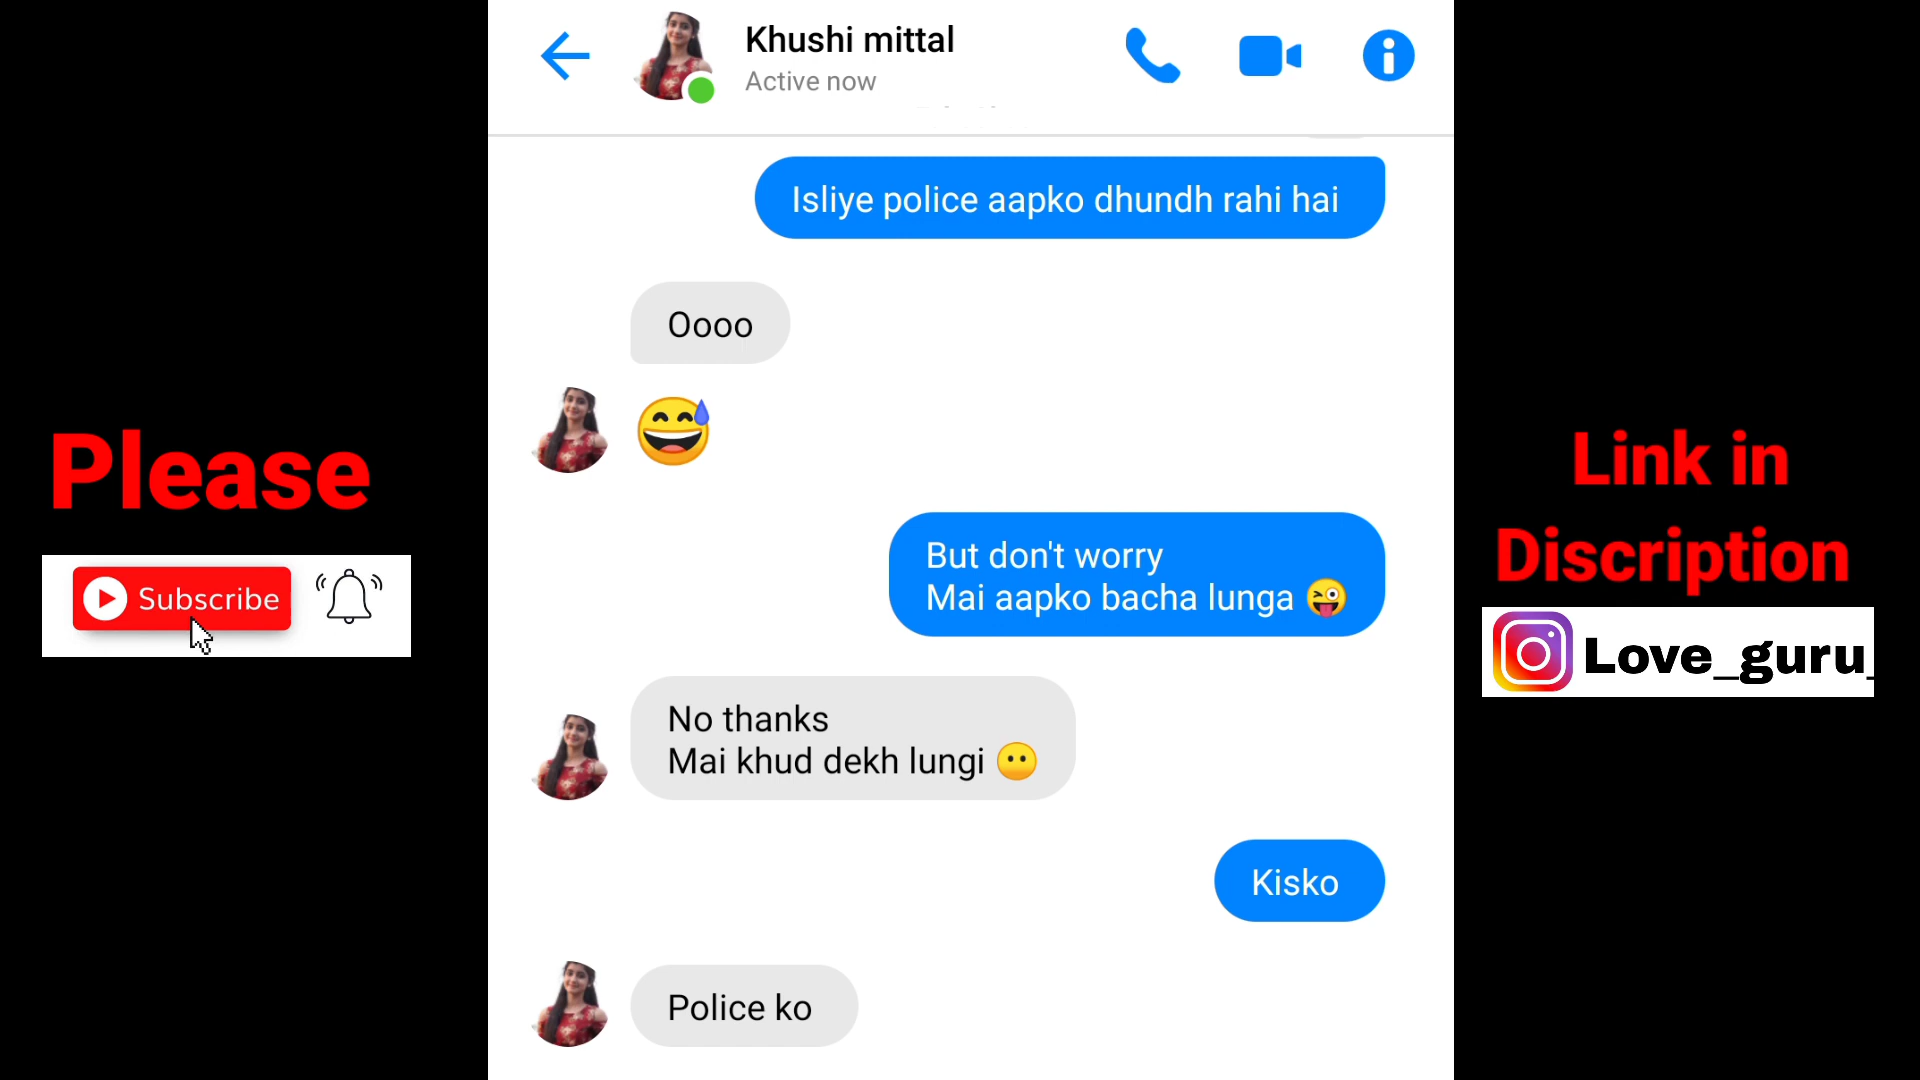 Khushi mittal
Active now
Isliye police aapko dhundh rahi hai
Oooo
But don't worry
Mai aapko bacha lunga 😜
No thanks
Mai khud dekh lungi 😶
Kisko
Police ko
Please
Subscribe
Link in
Discription
Love_guru_